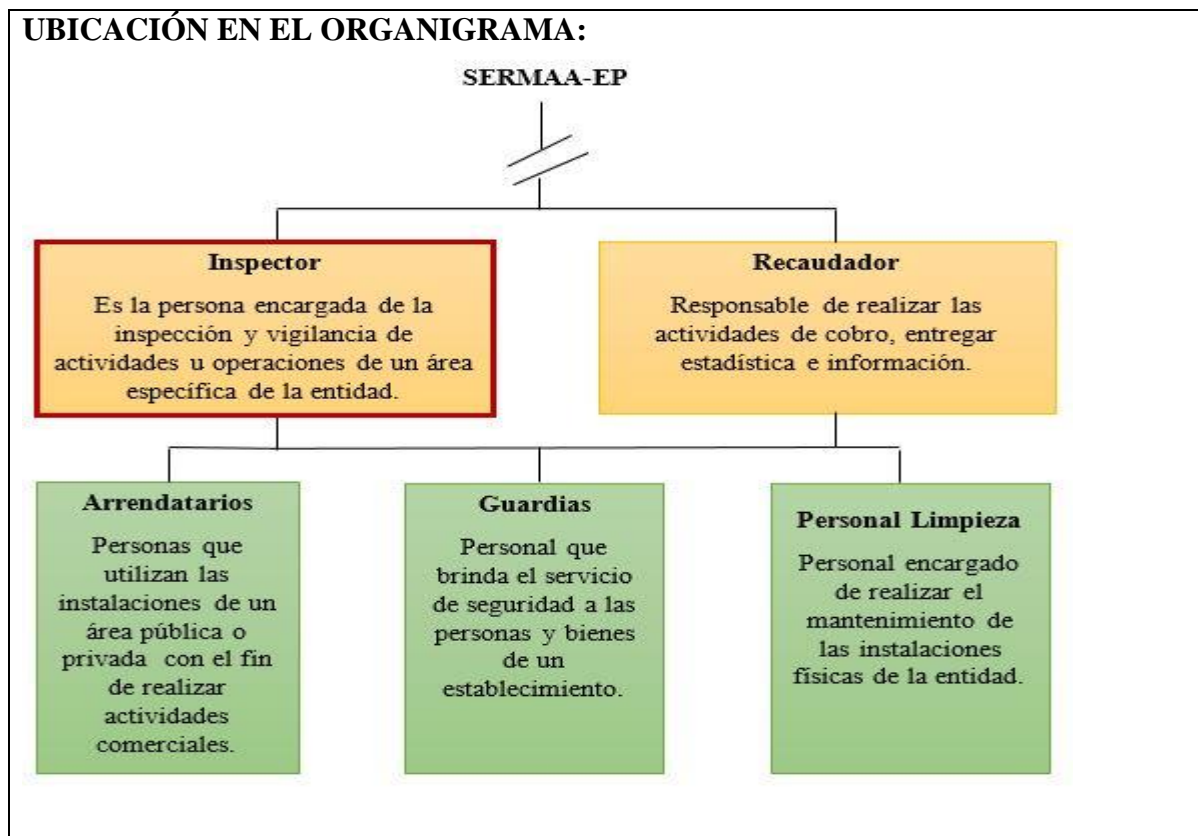 UBICACIÓN EN EL ORGANIGRAMA:
SERMAA-EP
Inspector
Es la persona encargada de la
inspección y vigilancia de
actividades u operaciones de un área
específica de la entidad.
Recaudador
Responsable de realizar las
actividades de cobro, entregar
estadística e información.
Arrendatarios
Personas que
utilizan las
instalaciones de un
área pública o
privada con el fin
de realizar
actividades
comerciales.
Guardias
Personal que
brinda el servicio
de seguridad a las
personas y bienes
de un
establecimiento.
Personal Limpieza
Personal encargado
de realizar el
mantenimiento de
las instalaciones
físicas de la entidad.